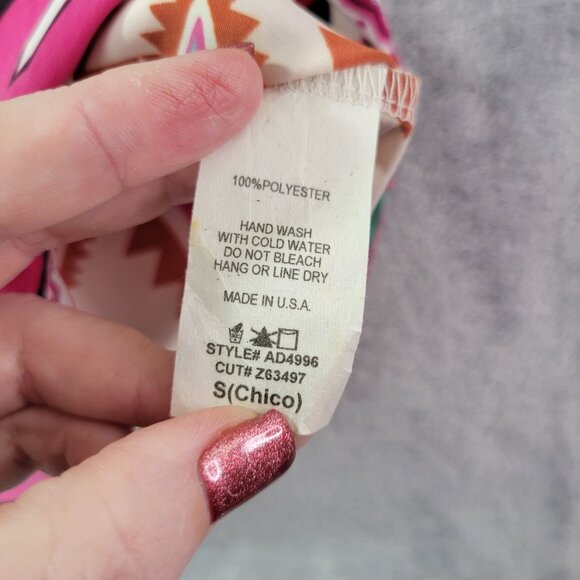 100%POLYESTER
HAND WASH
WITH COLD WATER
DO NOT BLEACH
HANG OR LINE DRY
MADE IN U.S.A.
STYLE# AD4996
CUT# Z63497
S(Chico)